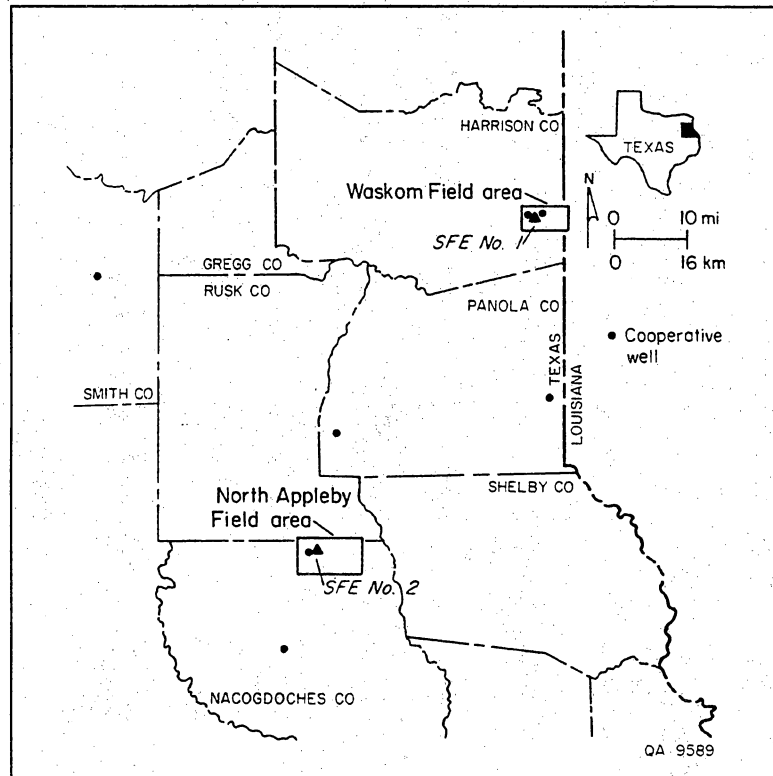 HARRISON CO
TEXAS
Waskom Field area
N
SFE No. 1
0 10 mi
0 16 km
GREGG CO
RUSK CO
PANOLA CO
• Cooperative
well
TEXAS
LOUISIANA
SMITH CO
SHELBY CO
North Appleby
Field area
SFE No. 2
NACOGDOCHES CO
QA 9589